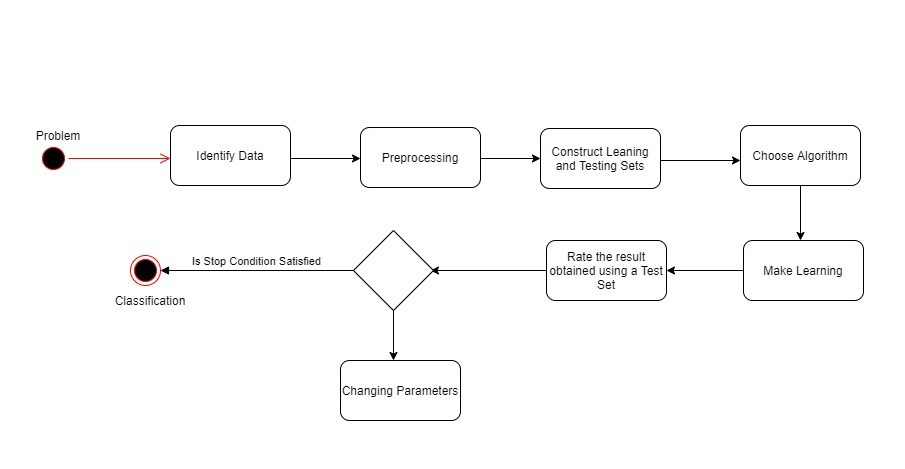 Problem
Identify Data
Preprocessing
Construct Leaning
and Testing Sets
Choose Algorithm
Make Learning
Rate the result
obtained using a Test
Set
Is Stop Condition Satisfied
Classification
Changing Parameters